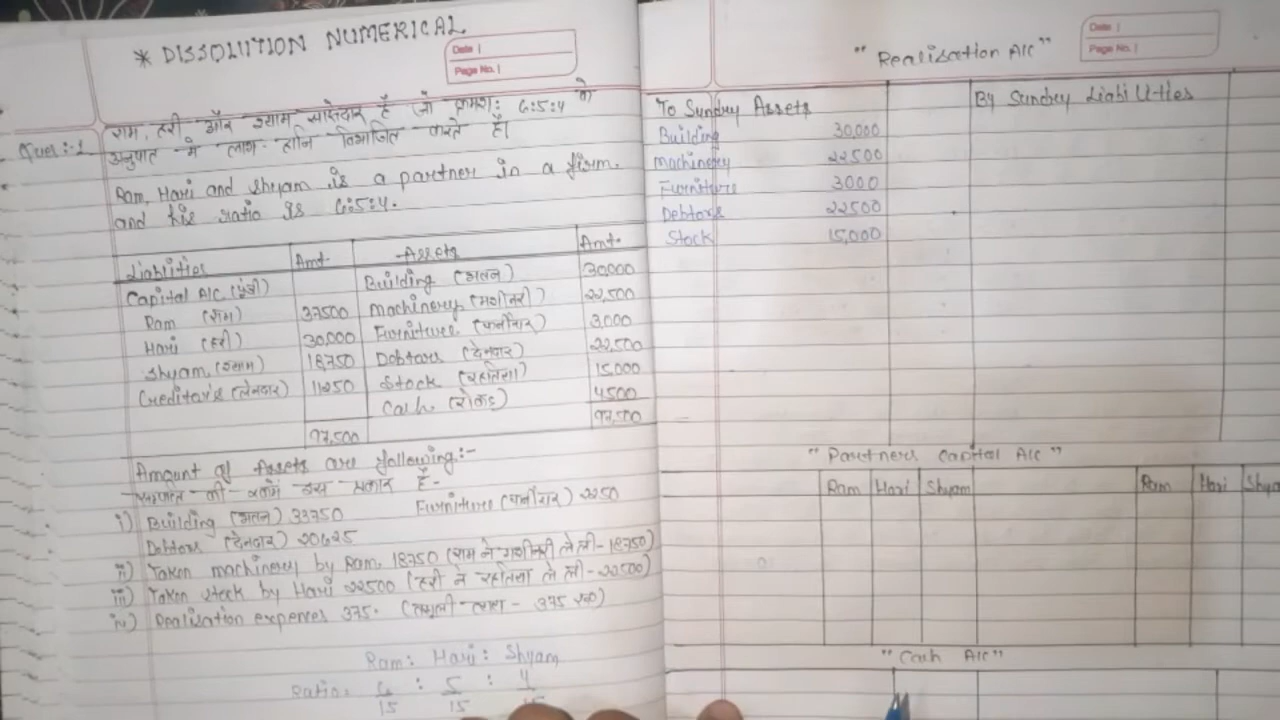 * DISSOLUTION NUMERICAL
Date |
Page No. |
Ques:-1 राम, हरी और श्याम साझेदार हैं जो क्रमशः 6:5:4 के
अनुपात में लाभ-हानि विभाजित करते हैं।
Ram, Hari and Shyam is a partner in a firm.
and his ratio is 6:5:4.
Liabilities Amt. Assets Amt.
Capital A/C (पूंजी) Building (भवन) 30,000
Ram (राम) 37500 Machinery (मशीनरी) 22,500
Hari (हरी) 30,000 Furniture (फर्नीचर) 3,000
Shyam (श्याम) 18750 Debtors (देनदार) 22,500
Creditor's (लेनदार) 11250 Stock (रहतिया) 15,000
Cash (रोकड़) 4500
97,500 97,500
Amount of Assets are following:-
सम्पत्ति की रकमें इस प्रकार हैं-
i) Building (भवन) 33750 Furniture (फर्नीचर) 2250
Debtors (देनदार) 20625
ii) Taken machinery by Ram, 18750 (राम ने मशीनरी ले ली-18750)
iii) Taken stock by Hari 22500 (हरी ने रहतिया ले ली-22500)
iv) Realization expenses 375. (वसूली व्यय - 375 रु०)
Ram: Hari: Shyam
Ratio: 6 : 5 : 4
15 15 15
Date |
Page No. |
"Realization A/C"
To Sundry Assets By Sundry Liabilities
Building 30,000
Machinery 22500
Furniture 3000
Debtors 22500
Stock 15,000
"Partners Capital A/C"
Ram Hari Shyam Ram Hari
"Cash A/C"